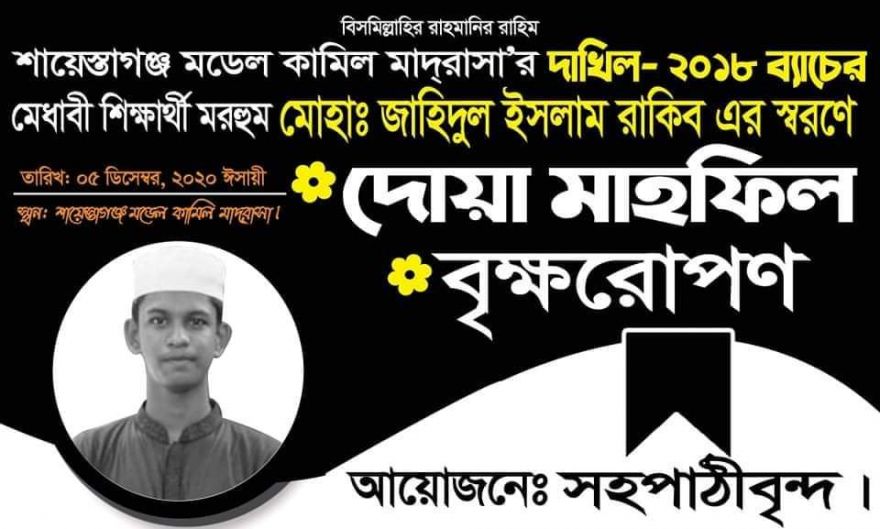 বিসমিল্লাহির রাহমানির রাহিম
শায়েস্তাগঞ্জ মডেল কামিল মাদ্‌রাসা'র দাখিল- ২০১৮ ব্যাচের
মেধাবী শিক্ষার্থী মরহুম মোহাঃ জাহিদুল ইসলাম রাকিব এর স্বরণে
তারিখ: ০৫ ডিসেম্বর, ২০২০ ঈসায়ী
স্থান: শায়েস্তাগঞ্জ মডেল কামিল মাদ্‌রাসা।
দোয়া মাহফিল
বৃক্ষরোপণ
আয়োজনেঃ সহপাঠীবৃন্দ।